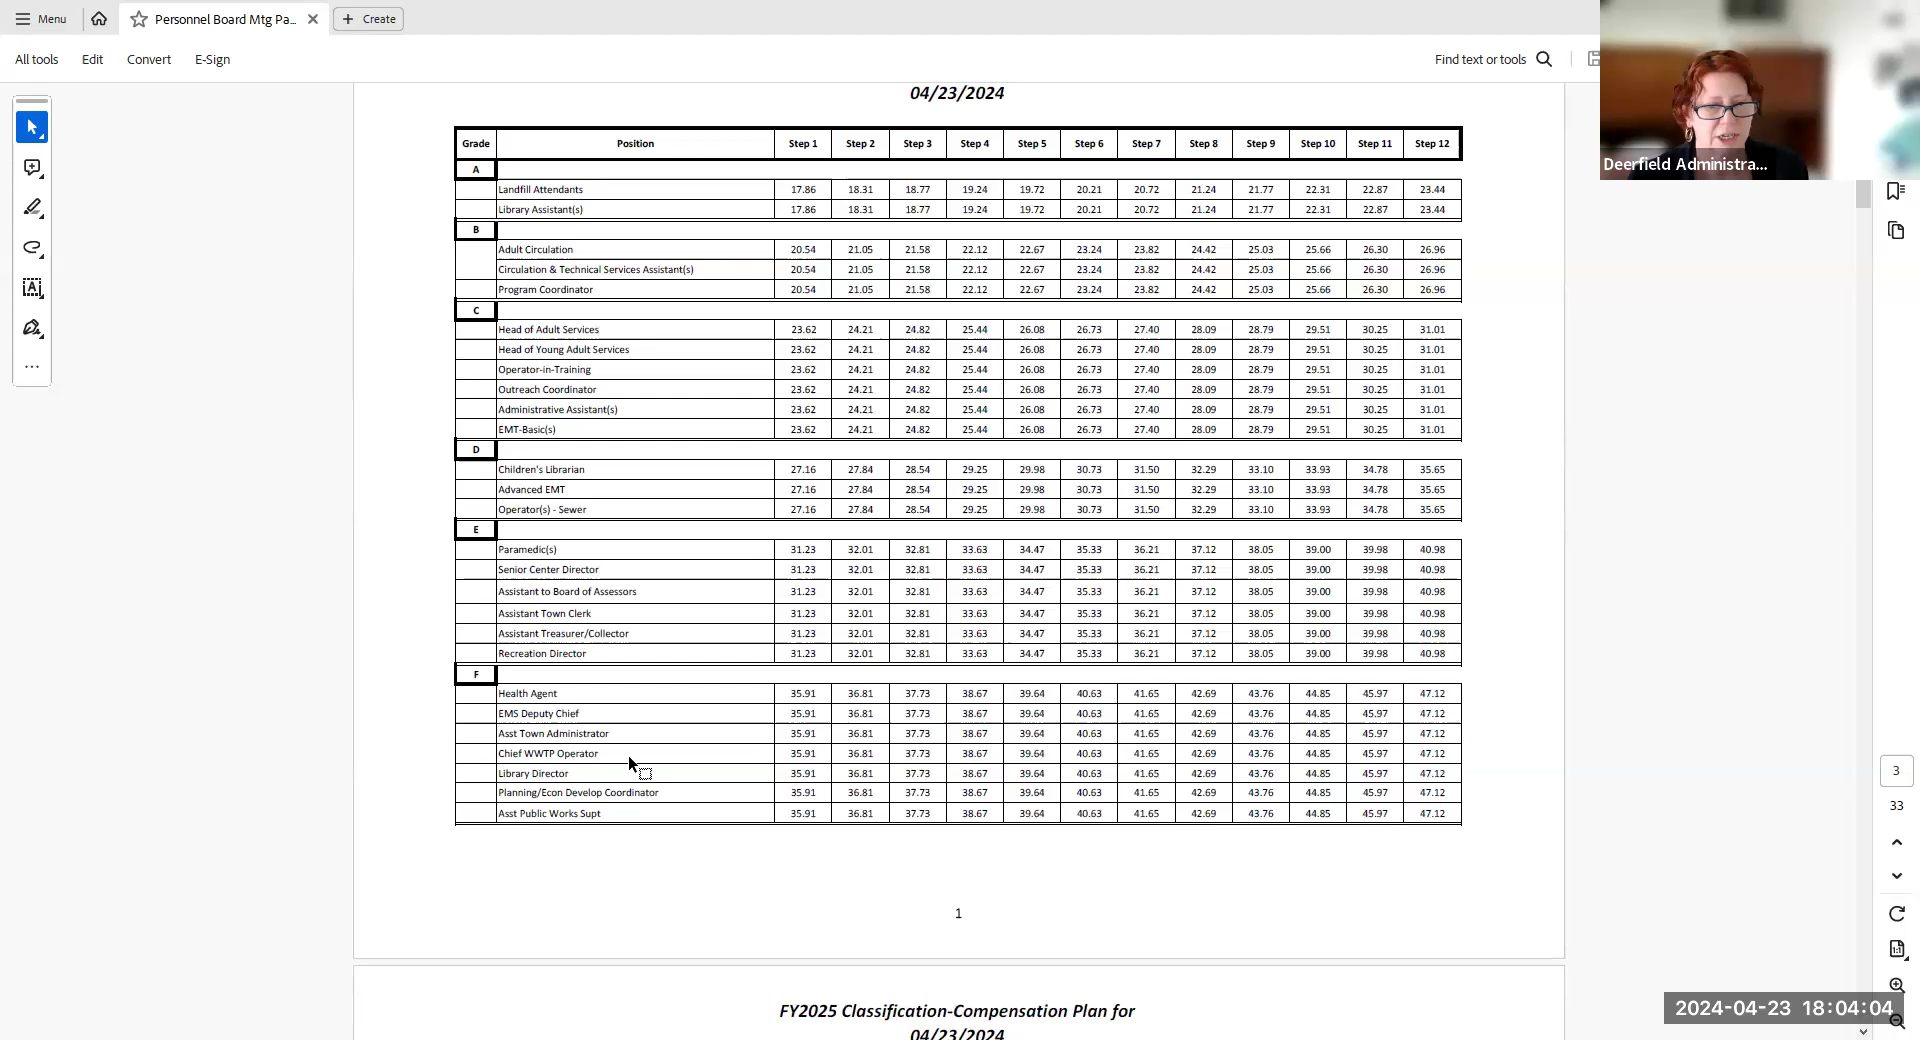 Menu Personnel Board Mtg Pa... Create
All tools Edit Convert E-Sign Find text or tools
04/23/2024
Deerfield Administra...
Grade Position Step 1 Step 2 Step 3 Step 4 Step 5 Step 6 Step 7 Step 8 Step 9 Step 10 Step 11 Step 12
A
Landfill Attendants 17.86 18.31 18.77 19.24 19.72 20.21 20.72 21.24 21.77 22.31 22.87 23.44
Library Assistant(s) 17.86 18.31 18.77 19.24 19.72 20.21 20.72 21.24 21.77 22.31 22.87 23.44
B
Adult Circulation 20.54 21.05 21.58 22.12 22.67 23.24 23.82 24.42 25.03 25.66 26.30 26.96
Circulation & Technical Services Assistant(s) 20.54 21.05 21.58 22.12 22.67 23.24 23.82 24.42 25.03 25.66 26.30 26.96
Program Coordinator 20.54 21.05 21.58 22.12 22.67 23.24 23.82 24.42 25.03 25.66 26.30 26.96
C
Head of Adult Services 23.62 24.21 24.82 25.44 26.08 26.73 27.40 28.09 28.79 29.51 30.25 31.01
Head of Young Adult Services 23.62 24.21 24.82 25.44 26.08 26.73 27.40 28.09 28.79 29.51 30.25 31.01
Operator-in-Training 23.62 24.21 24.82 25.44 26.08 26.73 27.40 28.09 28.79 29.51 30.25 31.01
Outreach Coordinator 23.62 24.21 24.82 25.44 26.08 26.73 27.40 28.09 28.79 29.51 30.25 31.01
Administrative Assistant(s) 23.62 24.21 24.82 25.44 26.08 26.73 27.40 28.09 28.79 29.51 30.25 31.01
EMT-Basic(s) 23.62 24.21 24.82 25.44 26.08 26.73 27.40 28.09 28.79 29.51 30.25 31.01
D
Children's Librarian 27.16 27.84 28.54 29.25 29.98 30.73 31.50 32.29 33.10 33.93 34.78 35.65
Advanced EMT 27.16 27.84 28.54 29.25 29.98 30.73 31.50 32.29 33.10 33.93 34.78 35.65
Operator(s) - Sewer 27.16 27.84 28.54 29.25 29.98 30.73 31.50 32.29 33.10 33.93 34.78 35.65
E
Paramedic(s) 31.23 32.01 32.81 33.63 34.47 35.33 36.21 37.12 38.05 39.00 39.98 40.98
Senior Center Director 31.23 32.01 32.81 33.63 34.47 35.33 36.21 37.12 38.05 39.00 39.98 40.98
Assistant to Board of Assessors 31.23 32.01 32.81 33.63 34.47 35.33 36.21 37.12 38.05 39.00 39.98 40.98
Assistant Town Clerk 31.23 32.01 32.81 33.63 34.47 35.33 36.21 37.12 38.05 39.00 39.98 40.98
Assistant Treasurer/Collector 31.23 32.01 32.81 33.63 34.47 35.33 36.21 37.12 38.05 39.00 39.98 40.98
Recreation Director 31.23 32.01 32.81 33.63 34.47 35.33 36.21 37.12 38.05 39.00 39.98 40.98
F
Health Agent 35.91 36.81 37.73 38.67 39.64 40.63 41.65 42.69 43.76 44.85 45.97 47.12
EMS Deputy Chief 35.91 36.81 37.73 38.67 39.64 40.63 41.65 42.69 43.76 44.85 45.97 47.12
Asst Town Administrator 35.91 36.81 37.73 38.67 39.64 40.63 41.65 42.69 43.76 44.85 45.97 47.12
Chief WWTP Operator 35.91 36.81 37.73 38.67 39.64 40.63 41.65 42.69 43.76 44.85 45.97 47.12
Library Director 35.91 36.81 37.73 38.67 39.64 40.63 41.65 42.69 43.76 44.85 45.97 47.12
Planning/Econ Develop Coordinator 35.91 36.81 37.73 38.67 39.64 40.63 41.65 42.69 43.76 44.85 45.97 47.12
Asst Public Works Supt 35.91 36.81 37.73 38.67 39.64 40.63 41.65 42.69 43.76 44.85 45.97 47.12
3
33
1
FY2025 Classification-Compensation Plan for
04/23/2024
2024-04-23 18:04:04